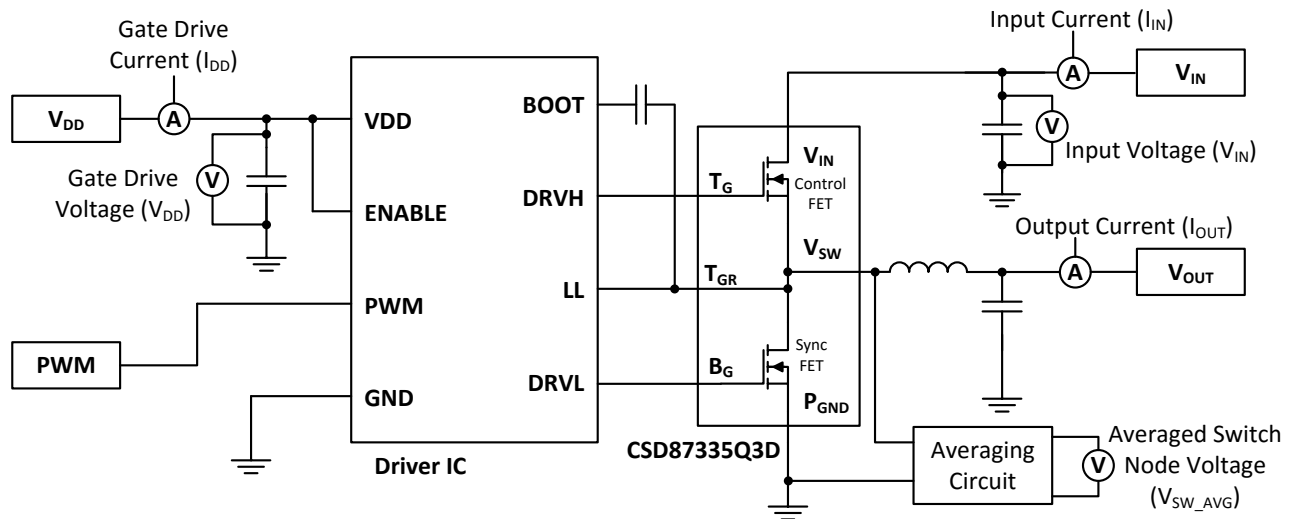 Gate Drive
Current (IDD)
VDD
A
V
Gate Drive
Voltage (VDD)
PWM
VDD
ENABLE
PWM
GND
BOOT
DRVH
LL
DRVL
Driver IC
TG
TGR
BG
VIN
Control
FET
VSW
Sync
FET
PGND
CSD87335Q3D
Input Current (IIN)
A
VIN
V
Input Voltage (VIN)
Output Current (IOUT)
A
VOUT
Averaging
Circuit
V
Averaged Switch
Node Voltage
(VSW_AVG)